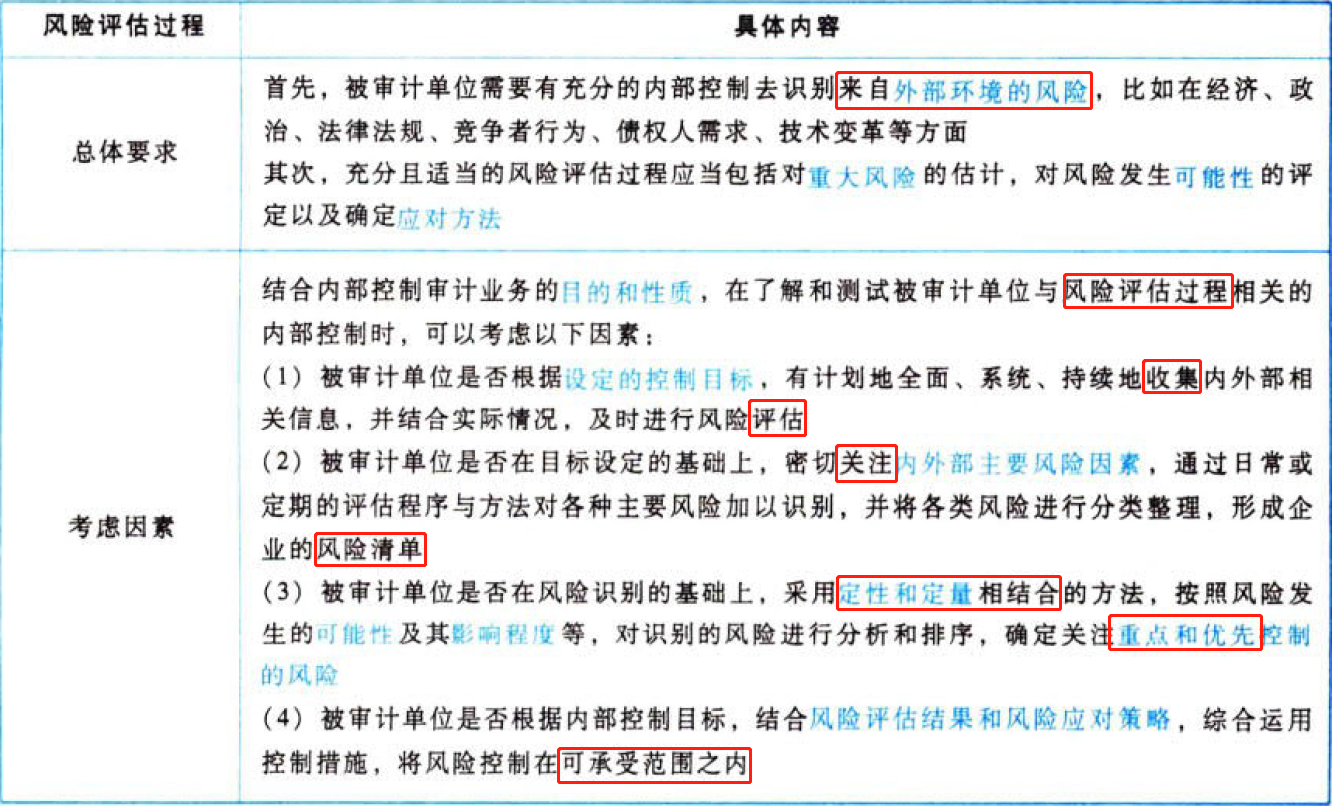 风险评估过程
具体内容
总体要求
首先，被审计单位需要有充分的内部控制去识别来自外部环境的风险，比如在经济、政
治、法律法规、竞争者行为、债权人需求、技术变革等方面
其次，充分且适当的风险评估过程应当包括对重大风险的估计，对风险发生可能性的评
定以及确定应对方法
考虑因素
结合内部控制审计业务的目的和性质，在了解和测试被审计单位与风险评估过程相关的
内部控制时，可以考虑以下因素：
（1）被审计单位是否根据设定的控制目标，有计划地全面、系统、持续地收集内外部相
关信息，并结合实际情况，及时进行风险评估
（2）被审计单位是否在目标设定的基础上，密切关注内外部主要风险因素，通过日常或
定期的评估程序与方法对各种主要风险加以识别，并将各类风险进行分类整理，形成企
业的风险清单
（3）被审计单位是否在风险识别的基础上，采用定性和定量相结合的方法，按照风险发
生的可能性及其影响程度等，对识别的风险进行分析和排序，确定关注重点和优先控制
的风险
（4）被审计单位是否根据内部控制目标，结合风险评估结果和风险应对策略，综合运用
控制措施，将风险控制在可承受范围之内